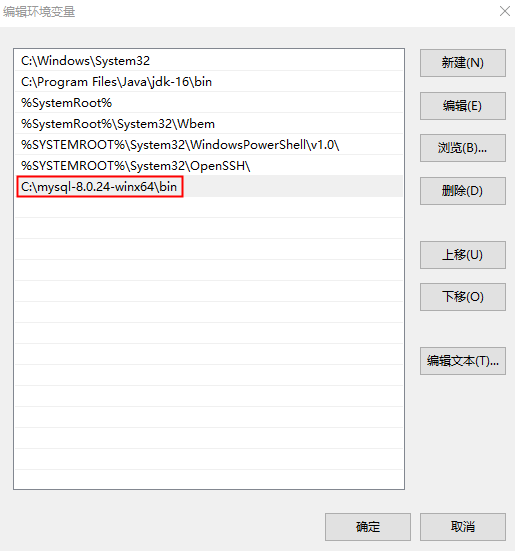 编辑环境变量
C:\Windows\System32
C:\Program Files\Java\jdk-16\bin
%SystemRoot%
%SystemRoot%\System32\Wbem
%SYSTEMROOT%\System32\WindowsPowerShell\v1.0\
%SYSTEMROOT%\System32\OpenSSH\
C:\mysql-8.0.24-winx64\bin
新建(N)
编辑(E)
浏览(B)...
删除(D)
上移(U)
下移(O)
编辑文本(T)...
确定
取消